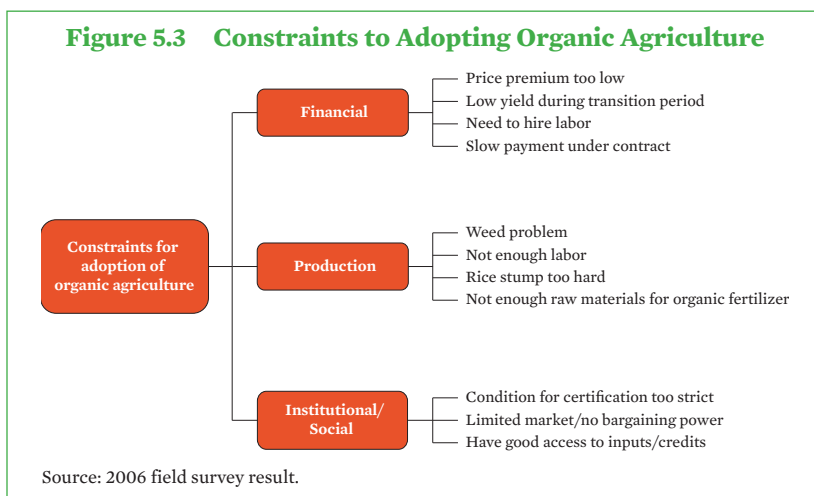 Figure 5.3 Constraints to Adopting Organic Agriculture
Financial
Price premium too low
Low yield during transition period
Need to hire labor
Slow payment under contract
Constraints for
adoption of
organic agriculture
Production
Weed problem
Not enough labor
Rice stump too hard
Not enough raw materials for organic fertilizer
Institutional/
Social
Condition for certification too strict
Limited market/no bargaining power
Have good access to inputs/credits
Source: 2006 field survey result.